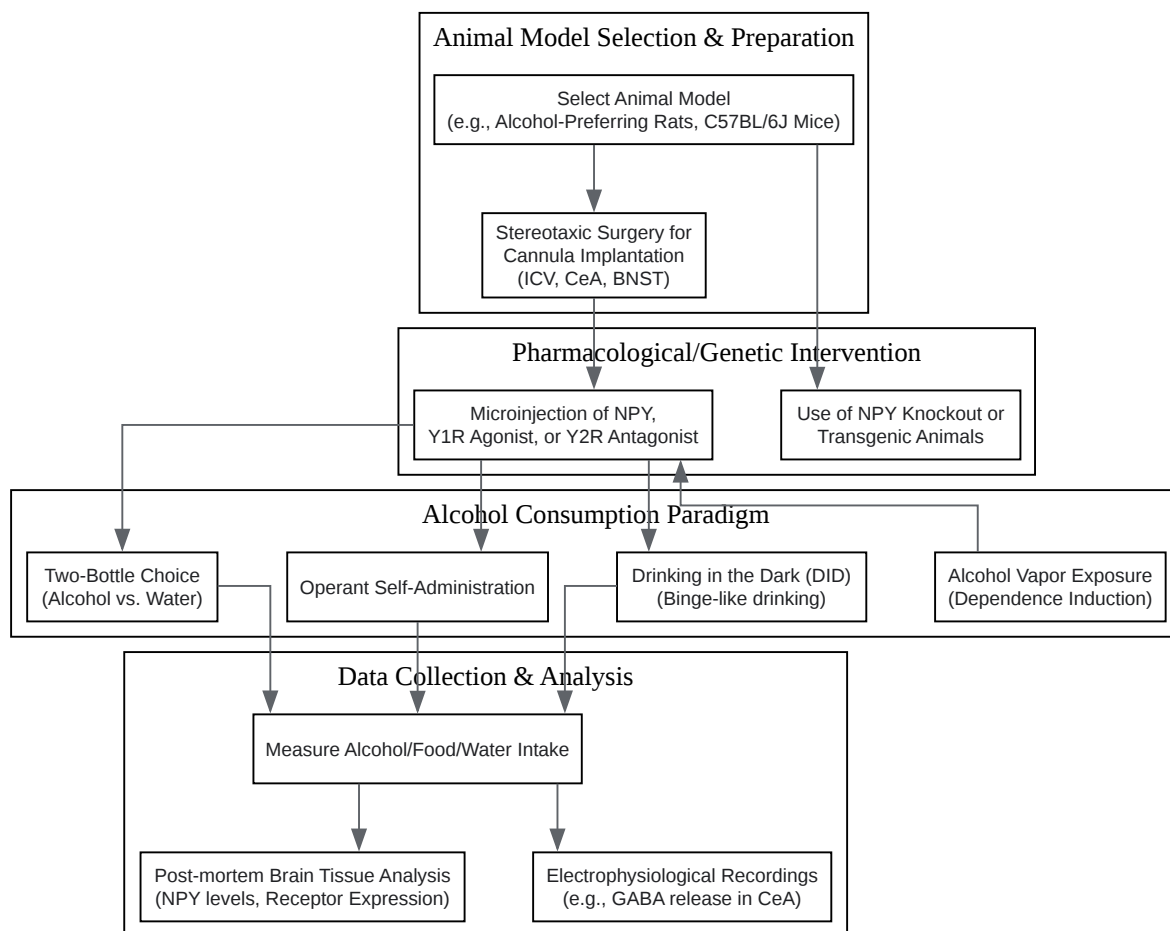 Animal Model Selection & Preparation
Select Animal Model
(e.g., Alcohol-Preferring Rats, C57BL/6J Mice)
Stereotaxic Surgery for
Cannula Implantation
(ICV, CeA, BNST)
Pharmacological/Genetic Intervention
Microinjection of NPY,
Y1R Agonist, or Y2R Antagonist
Use of NPY Knockout or
Transgenic Animals
Alcohol Consumption Paradigm
Two-Bottle Choice
(Alcohol vs. Water)
Operant Self-Administration
Drinking in the Dark (DID)
(Binge-like drinking)
Alcohol Vapor Exposure
(Dependence Induction)
Data Collection & Analysis
Measure Alcohol/Food/Water Intake
Post-mortem Brain Tissue Analysis
(NPY levels, Receptor Expression)
Electrophysiological Recordings
(e.g., GABA release in CeA)